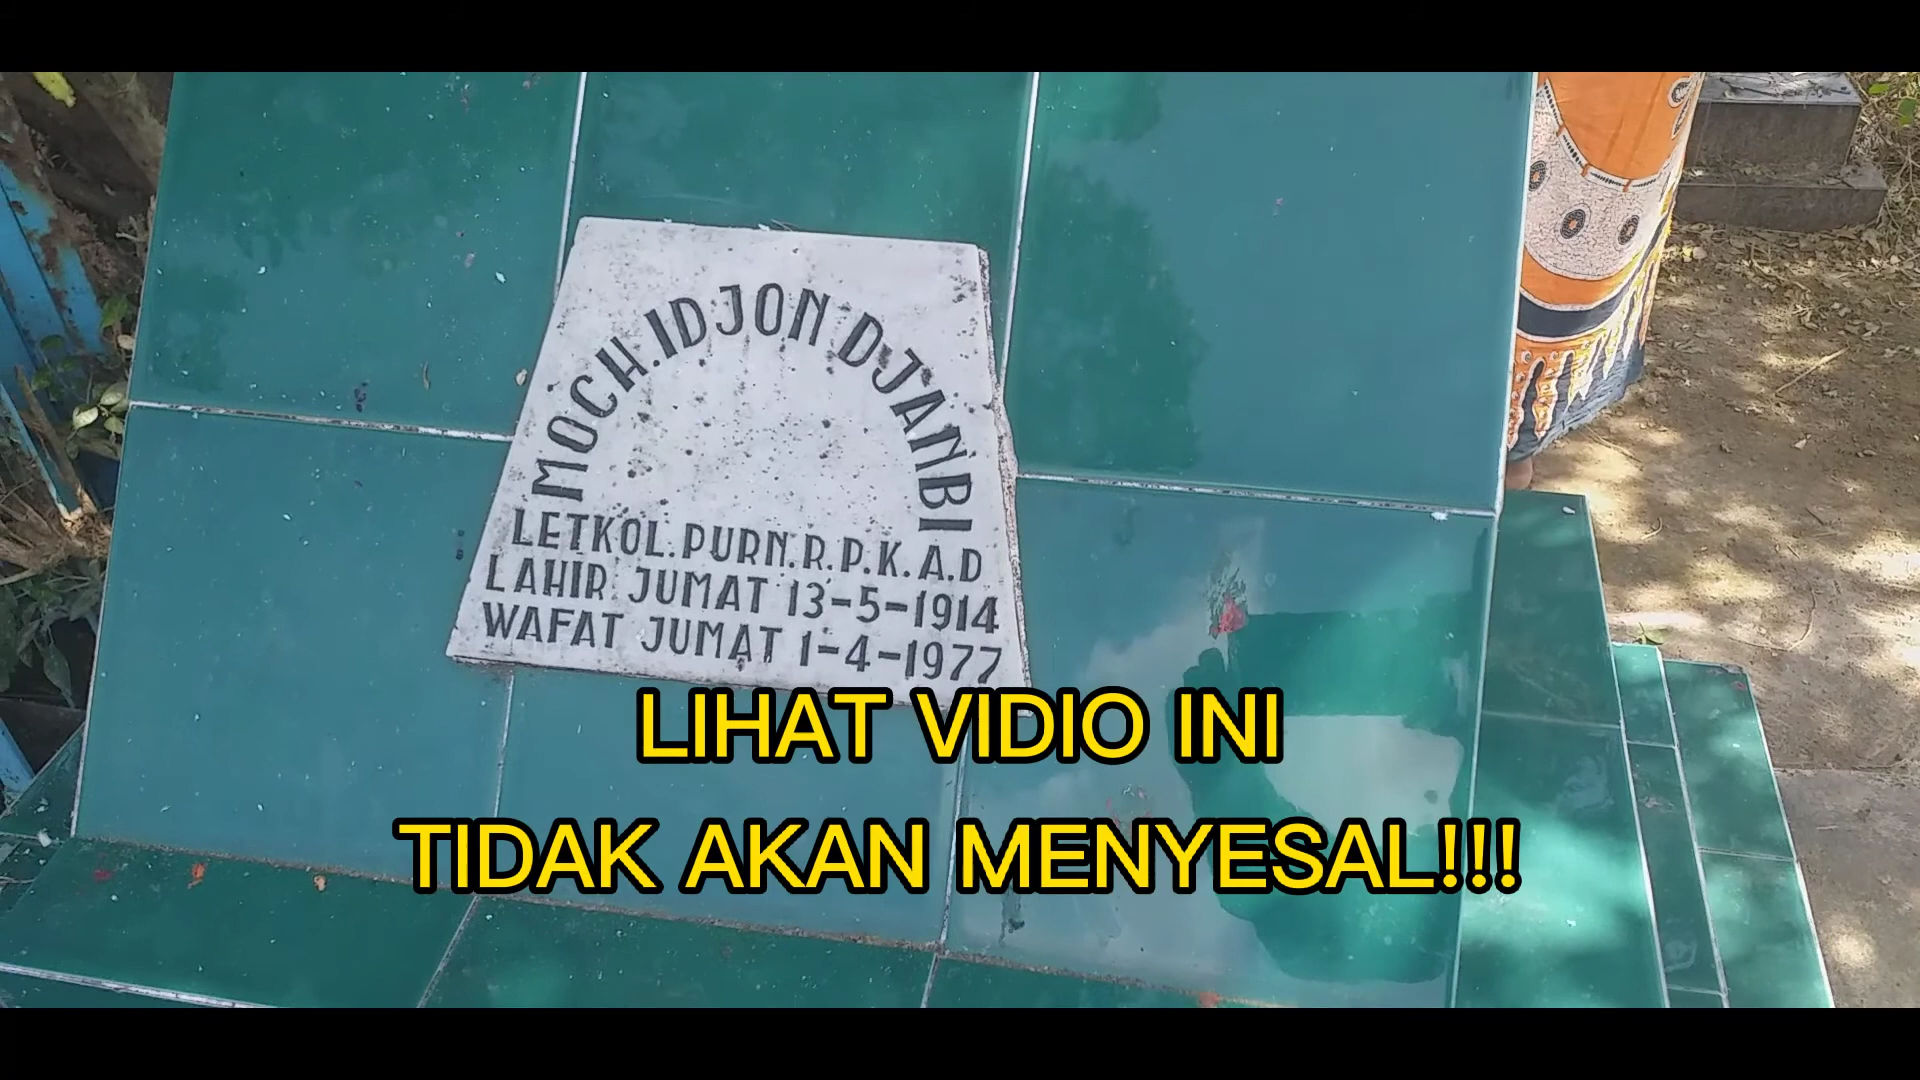 MOCH.IDJON DJANBI
LETKOL.PURN.R.P.K.A.D
LAHIR JUMAT 13-5-1914
WAFAT JUMAT 1-4-1977
LIHAT VIDIO INI
TIDAK AKAN MENYESAL!!!